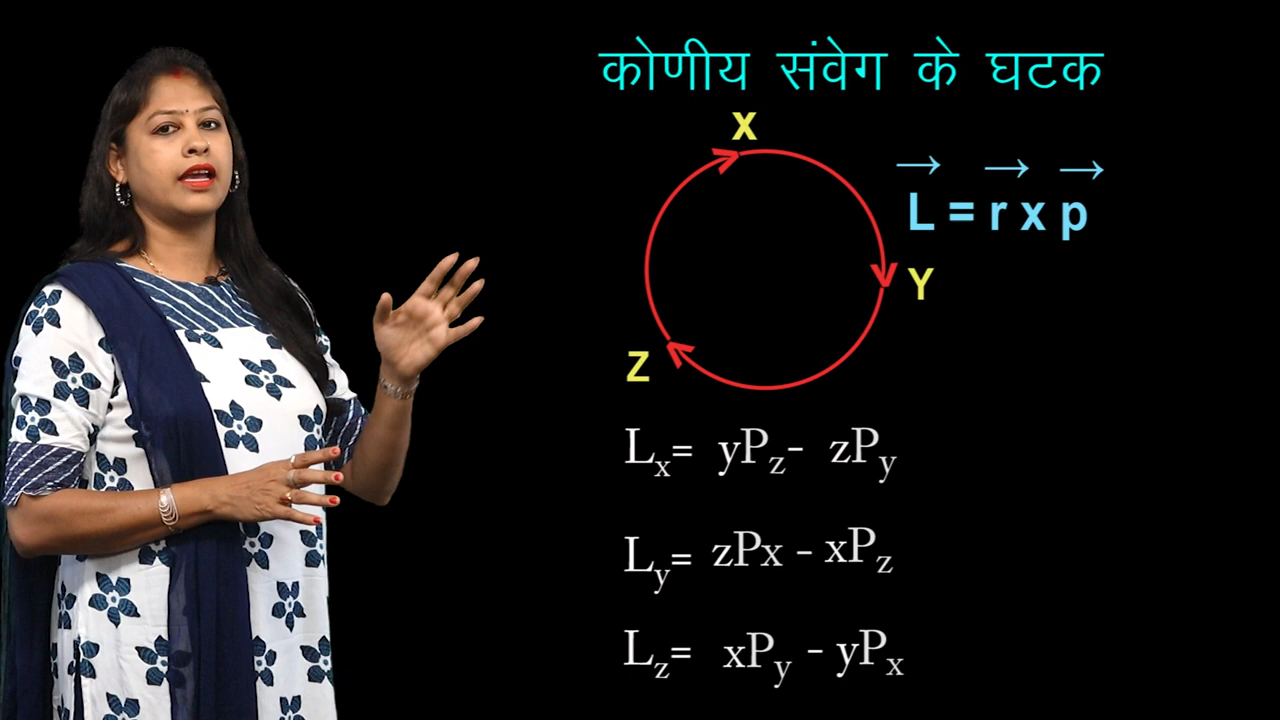 कोणीय संवेग के घटक
X
L = r x p
Y
Z
Lx= yPz- zPy
Ly= zPx - xPz
Lz= xPy - yPx